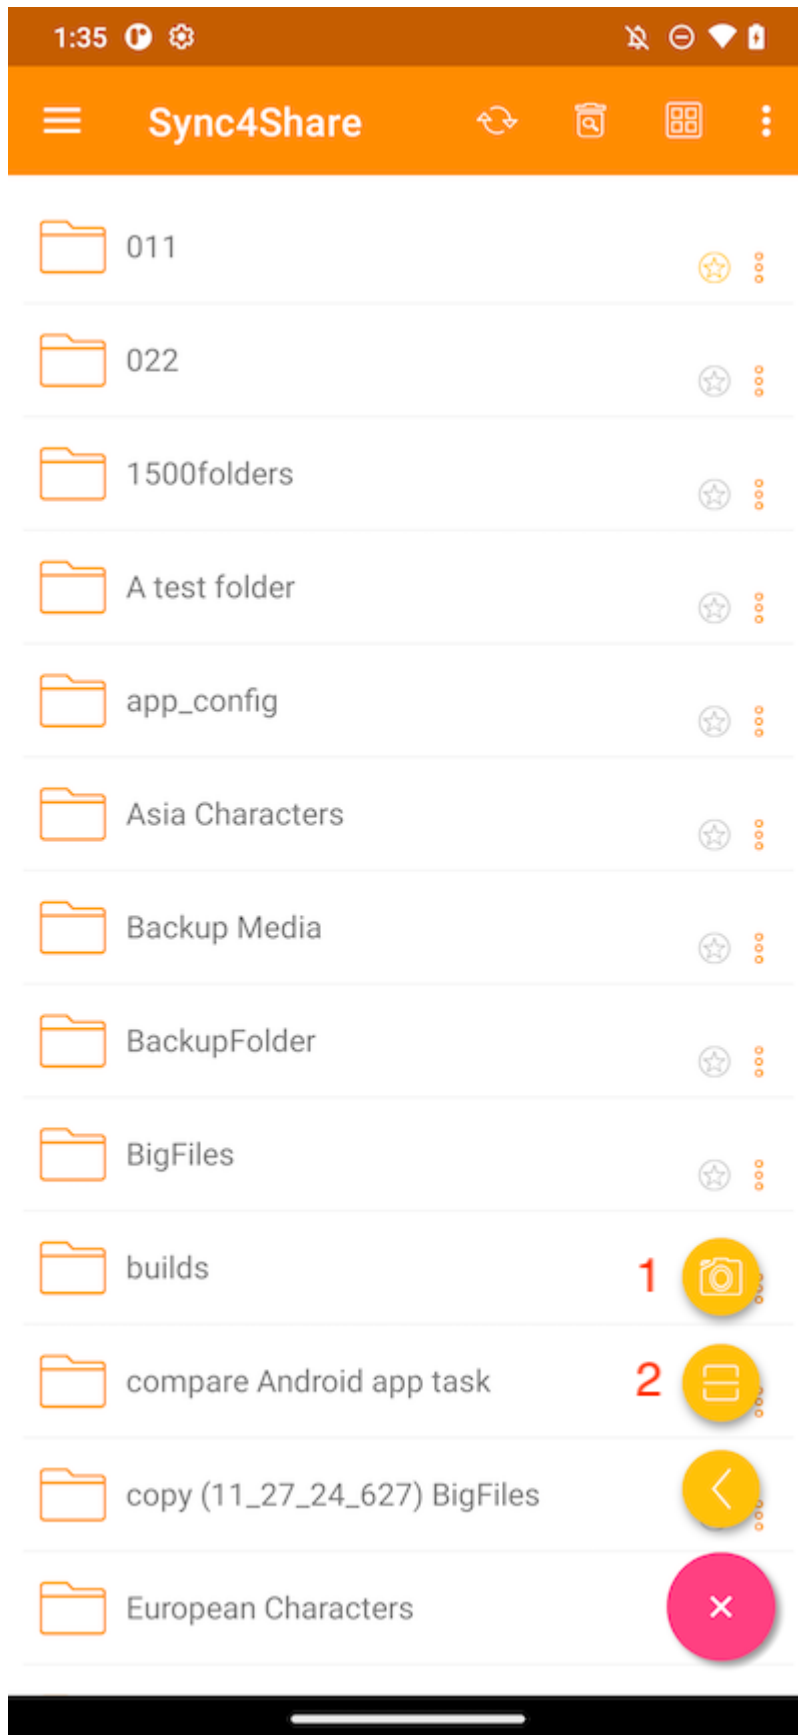 1:35
Sync4Share
011
022
1500folders
A test folder
app_config
Asia Characters
Backup Media
BackupFolder
BigFiles
builds
1
compare Android app task
2
copy (11_27_24_627) BigFiles
European Characters